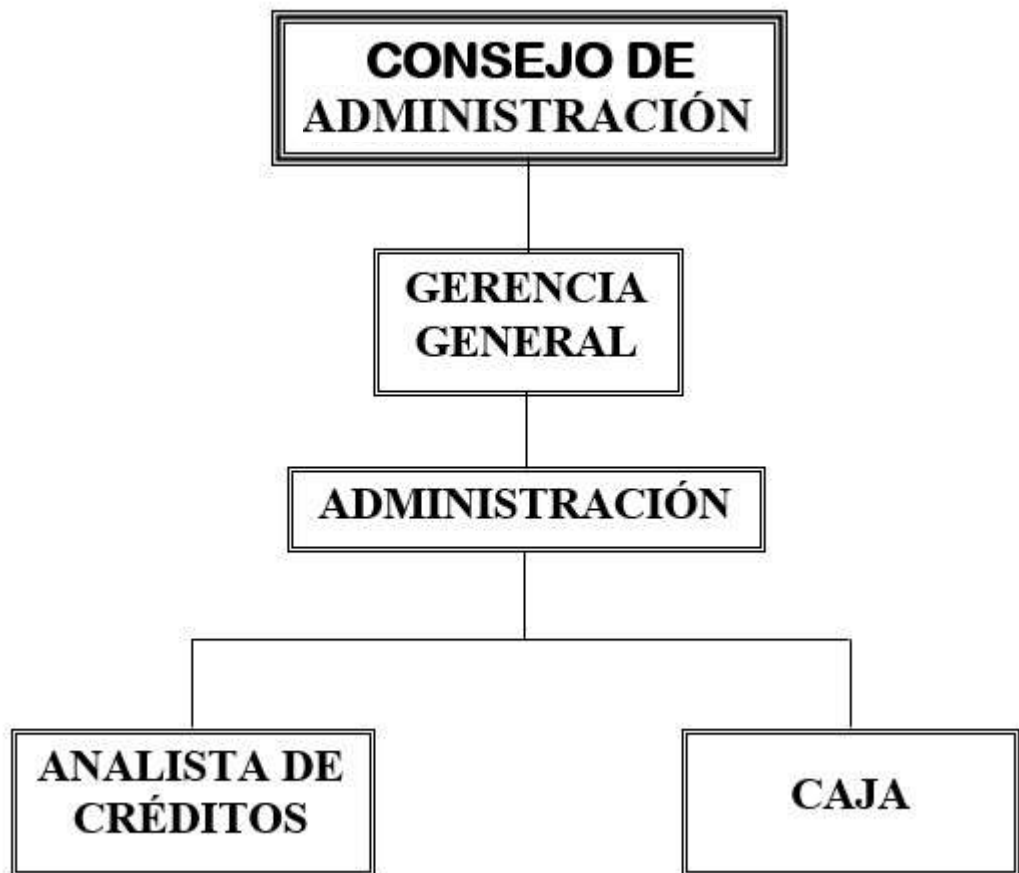 CONSEJO DE
ADMINISTRACIÓN
GERENCIA
GENERAL
ADMINISTRACIÓN
ANALISTA DE
CRÉDITOS
CAJA